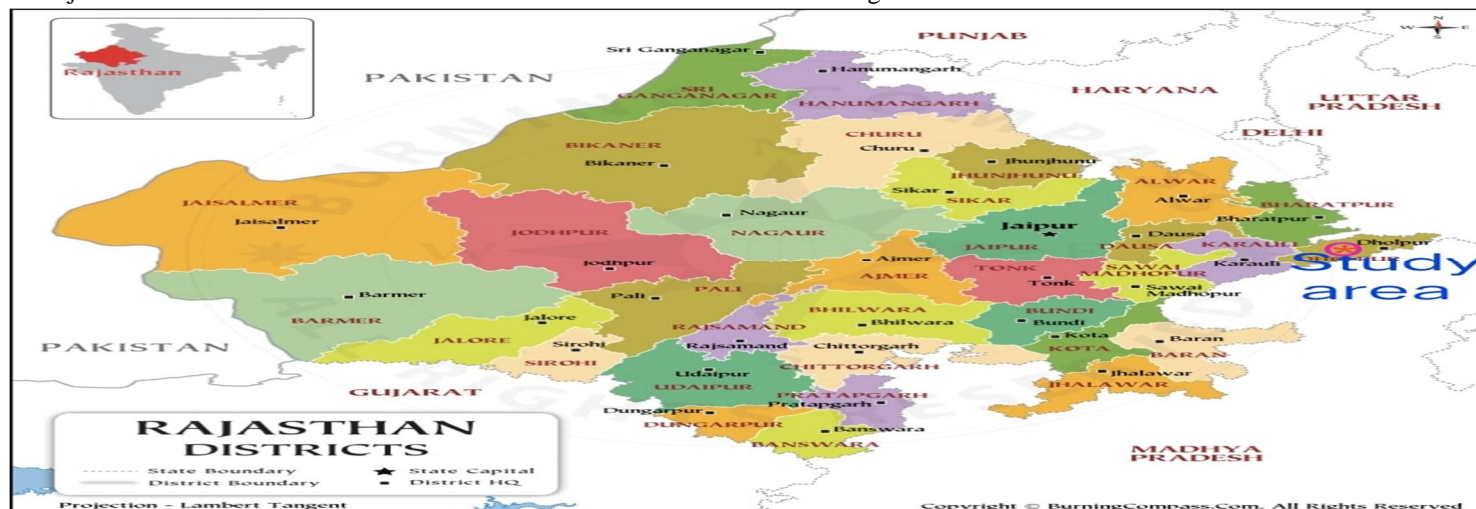 PUNJAB
Sri Ganganagar
PAKISTAN
Hanumangarh
Rajasthan
SRI
GANGANAGAR
HANUMANGARH
HARYANA
UTTAR
PRADESH
DELHI
CHURU
Churu
BIKANER
Bikaner
Jhunjhunu
JHUNJHUNU
Sikar
SIKAR
ALWAR
Alwar
JAISALMER
Jaisalmer
BHARATPUR
Bharatpur
Nagaur
NAGAUR
JODHPUR
Jodhpur
Jaipur
JAIPUR
Dausa
DAUSA
KARAULI
Karauli
Dholpur
Study
area
Ajmer
AJMER
TONK
Tonk
SAWAI
MADHOPUR
Sawai
Madhopur
Barmer
BARMER
Pali
PALI
BHILWARA
Bhilwara
BUNDI
Bundi
Jalore
JALORE
RAJSAMAND
Rajsamand
Sirohi
SIROHI
Chittorgarh
CHITTORGARH
Kota
KOTA
Baran
BARAN
PAKISTAN
GUJARAT
Udaipur
UDAIPUR
Jhalawar
JHALAWAR
PRATAPGARH
Pratapgarh
Dungarpur
DUNGARPUR
Banswara
BANSWARA
MADHYA
PRADESH
RAJASTHAN
DISTRICTS
State Boundary
State Capital
District Boundary
District HQ
Projection - Lambert Tangent
Copyright © BurningCompass.Com. All Rights Reserved